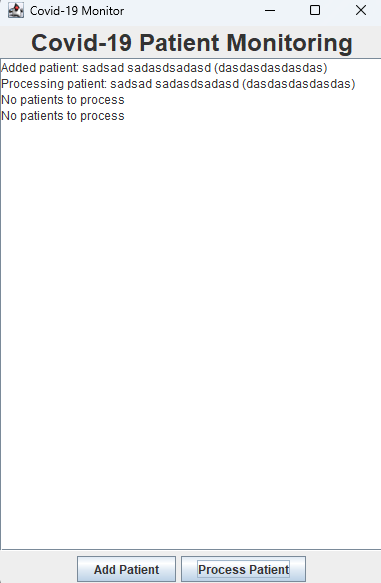 Covid-19 Monitor
Covid-19 Patient Monitoring
Added patient: sadsad sadasdsadasd (dasdasdasdasdas)
Processing patient: sadsad sadasdsadasd (dasdasdasdasdas)
No patients to process
No patients to process
Add Patient
Process Patient